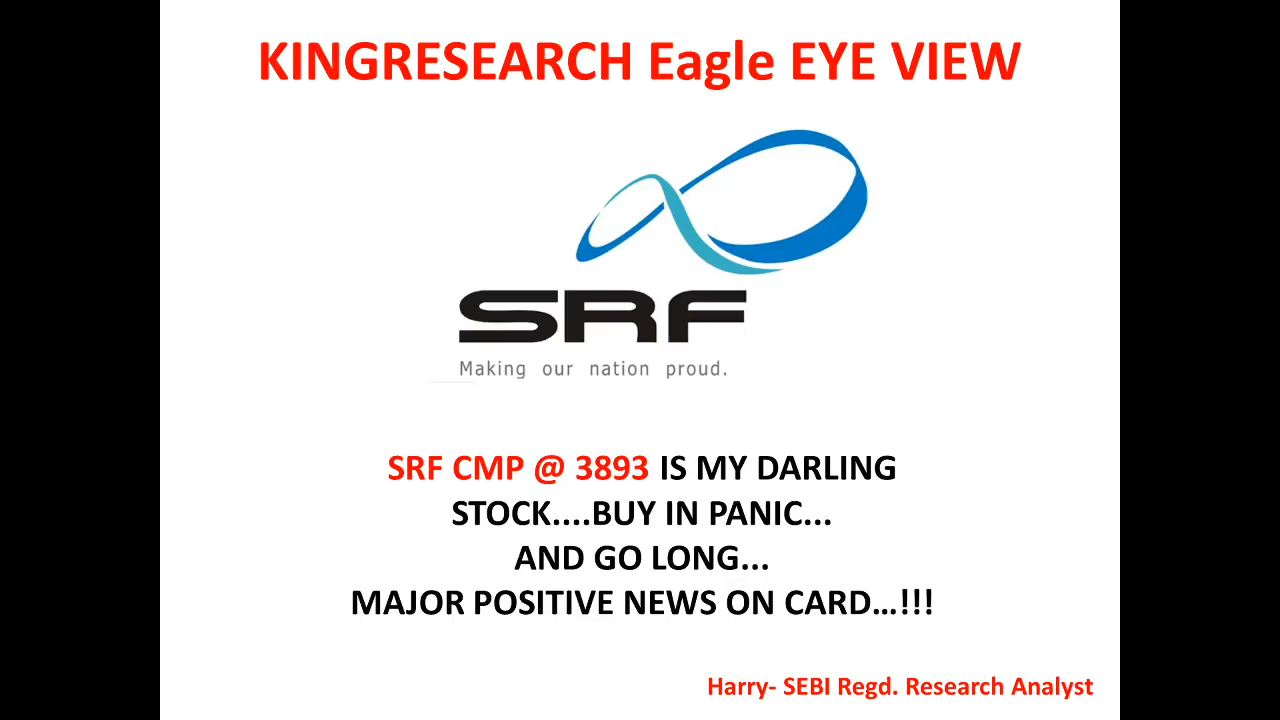 KINGRESEARCH Eagle EYE VIEW
SRF
Making our nation proud.
SRF CMP @ 3893 IS MY DARLING
STOCK....BUY IN PANIC...
AND GO LONG...
MAJOR POSITIVE NEWS ON CARD...!!!
Harry- SEBI Regd. Research Analyst